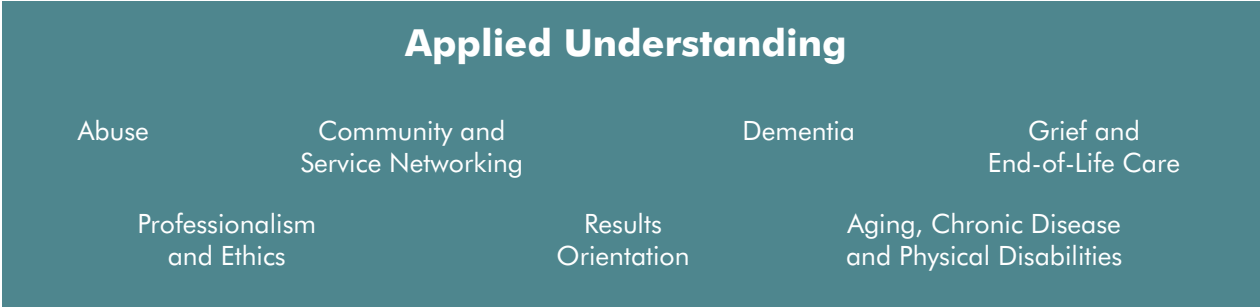 Applied Understanding
Abuse
Community and
Service Networking
Dementia
Grief and
End-of-Life Care
Professionalism
and Ethics
Results
Orientation
Aging, Chronic Disease
and Physical Disabilities